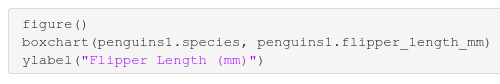 figure()
boxchart(penguins1.species, penguins1.flipper_length_mm)
ylabel("Flipper Length (mm)")